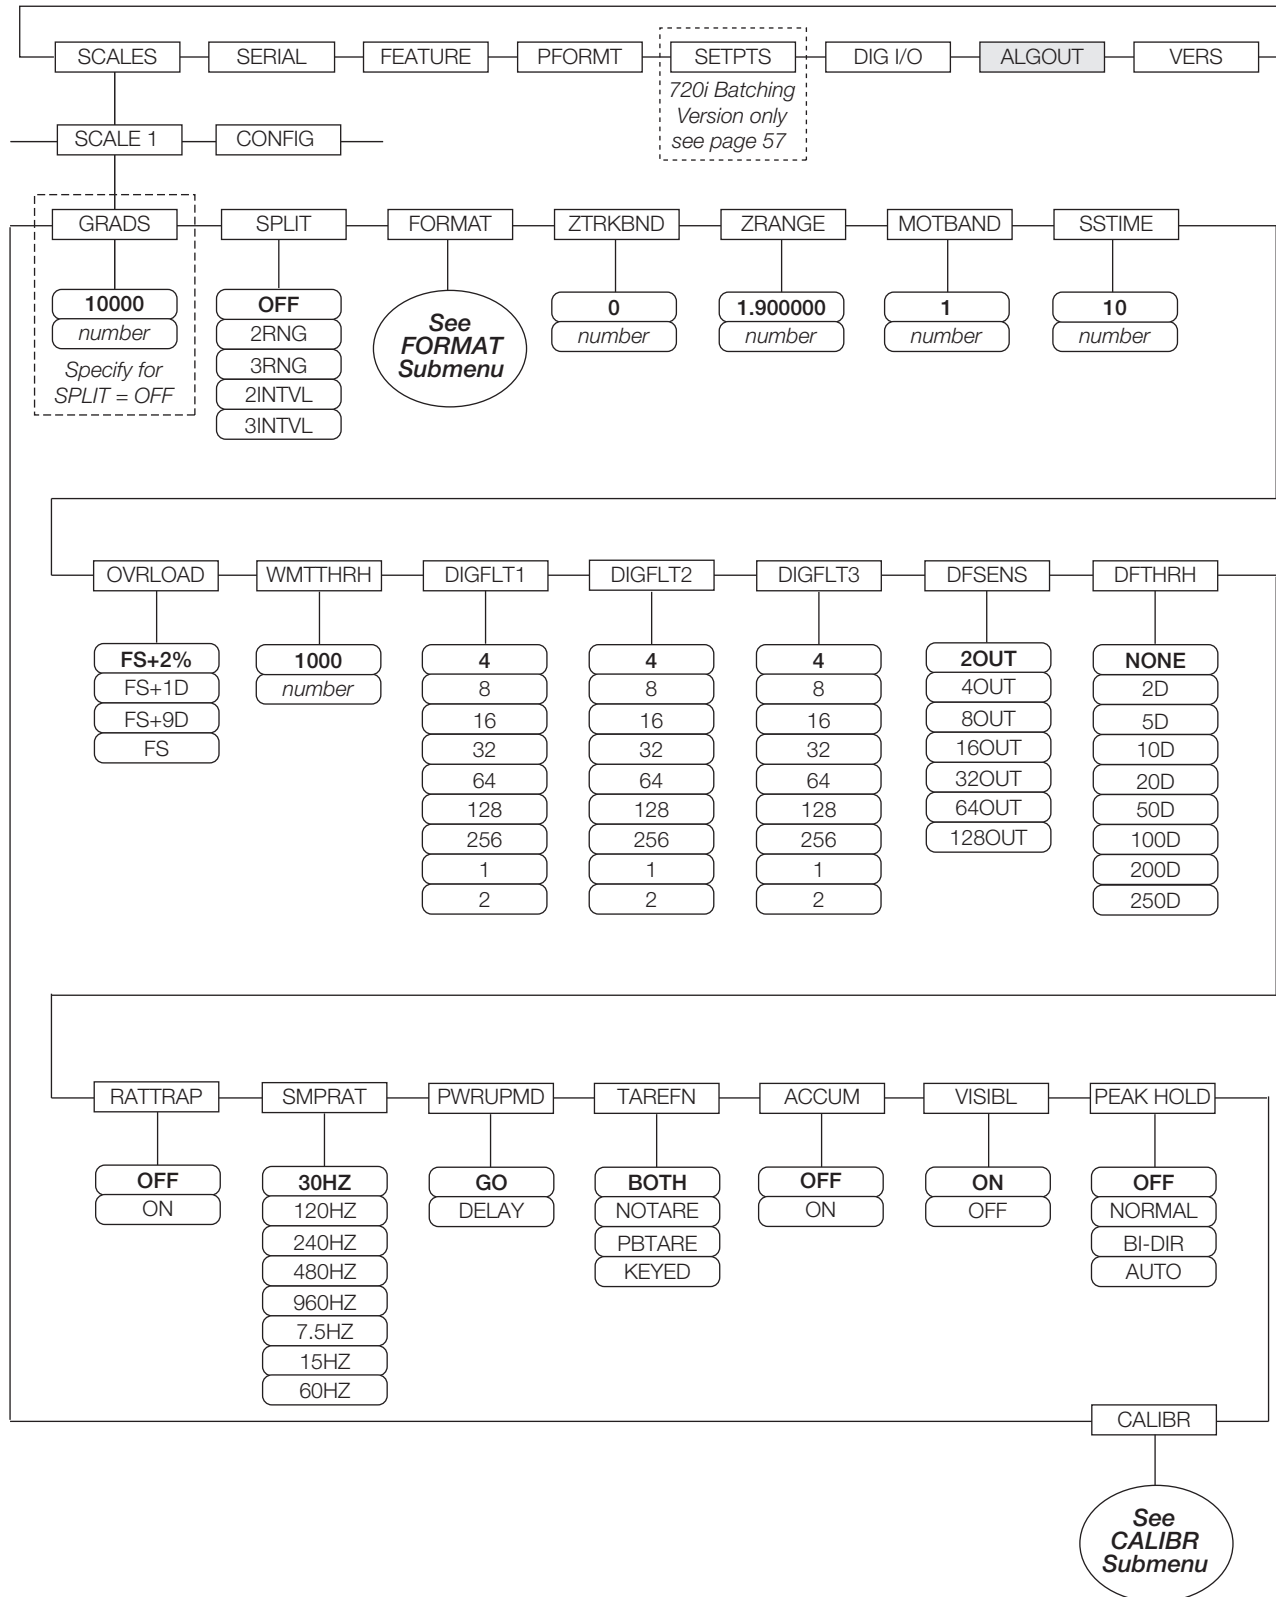 SCALES
SERIAL
FEATURE
PFORMT
SETPTS
DIG I/O
ALGOUT
VERS
720i Batching
Version only
see page 57
SCALE 1
CONFIG
GRADS
SPLIT
FORMAT
ZTRKBND
ZRANGE
MOTBAND
SSTIME
10000
number
Specify for
SPLIT = OFF
OFF
2RNG
3RNG
2INTVL
3INTVL
See
FORMAT
Submenu
0
number
1.900000
number
1
number
10
number
OVRLOAD
WMTTHRH
DIGFLT1
DIGFLT2
DIGFLT3
DFSENS
DFTHRH
FS+2%
FS+1D
FS+9D
FS
1000
number
4
8
16
32
64
128
256
1
2
4
8
16
32
64
128
256
1
2
4
8
16
32
64
128
256
1
2
2OUT
4OUT
8OUT
16OUT
32OUT
64OUT
128OUT
NONE
2D
5D
10D
20D
50D
100D
200D
250D
RATTRAP
SMPRAT
PWRUPMD
TAREFN
ACCUM
VISIBL
PEAK HOLD
OFF
ON
30HZ
120HZ
240HZ
480HZ
960HZ
7.5HZ
15HZ
60HZ
GO
DELAY
BOTH
NOTARE
PBTARE
KEYED
OFF
ON
ON
OFF
OFF
NORMAL
BI-DIR
AUTO
CALIBR
See
CALIBR
Submenu